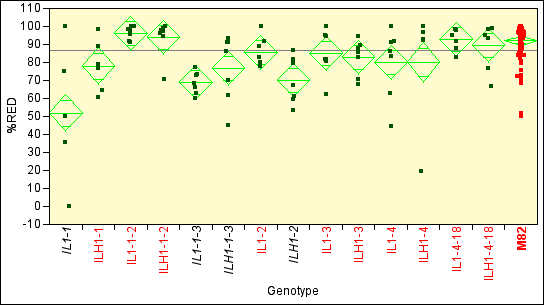 110
100
90
80
70
60
50
40
30
20
10
0
-10
%RED
IL1-1
ILH1-1
IL1-1-2
ILH1-1-2
IL1-1-3
ILH1-1-3
IL1-2
ILH1-2
IL1-3
ILH1-3
IL1-4
ILH1-4
IL1-4-18
ILH1-4-18
M82
Genotype